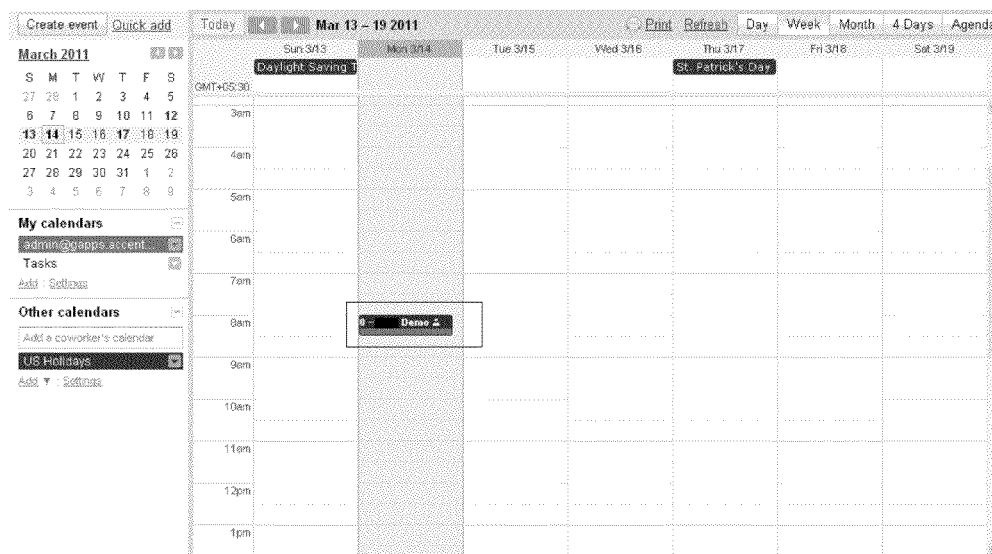 Create event Quick add Today Mar 13 – 19 2011 Print Refresh Day Week Month 4 Days Agenda
March 2011
S M T W T F S
27 28 1 2 3 4 5
6 7 8 9 10 11 12
13 14 15 16 17 18 19
20 21 22 23 24 25 26
27 28 29 30 31 1 2
3 4 5 6 7 8 9
My calendars
admin@gapps.accent...
Tasks
Add Settings
Other calendars
Add a coworker's calendar
US Holidays
Add ▼ Settings
Sun 3/13 Mon 3/14 Tue 3/15 Wed 3/16 Thu 3/17 Fri 3/18 Sat 3/19
Daylight Saving T St. Patrick's Day
GMT+05:30
3am
4am
5am
6am
7am
8am
Demo
9am
10am
11am
12pm
1pm